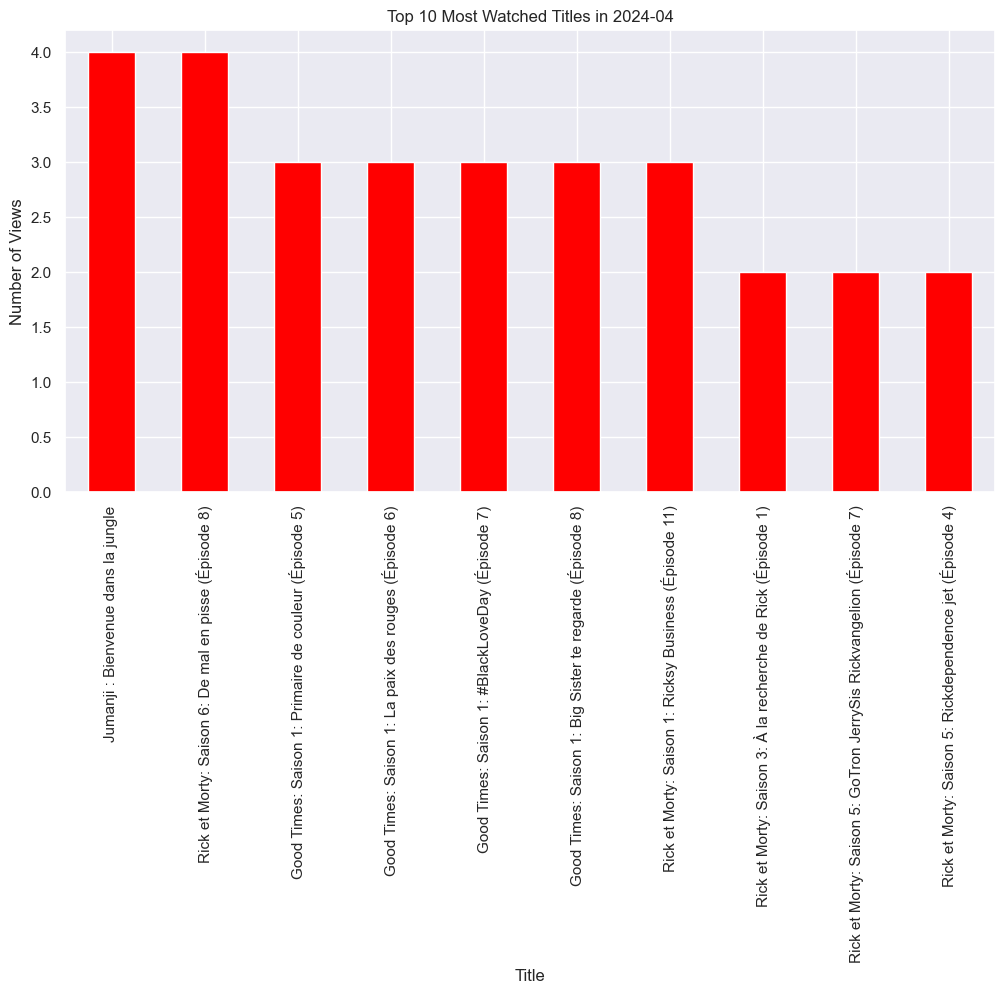 Top 10 Most Watched Titles in 2024-04
Number of Views
4.0
3.5
3.0
2.5
2.0
1.5
1.0
0.5
0.0
Jumanji : Bienvenue dans la jungle
Rick et Morty: Saison 6: De mal en pisse (Épisode 8)
Good Times: Saison 1: Primaire de couleur (Épisode 5)
Good Times: Saison 1: La paix des rouges (Épisode 6)
Good Times: Saison 1: #BlackLoveDay (Épisode 7)
Good Times: Saison 1: Big Sister te regarde (Épisode 8)
Rick et Morty: Saison 1: Ricksy Business (Épisode 11)
Rick et Morty: Saison 3: À la recherche de Rick (Épisode 1)
Rick et Morty: Saison 5: GoTron JerrySis Rickvangelion (Épisode 7)
Rick et Morty: Saison 5: Rickdependence jet (Épisode 4)
Title